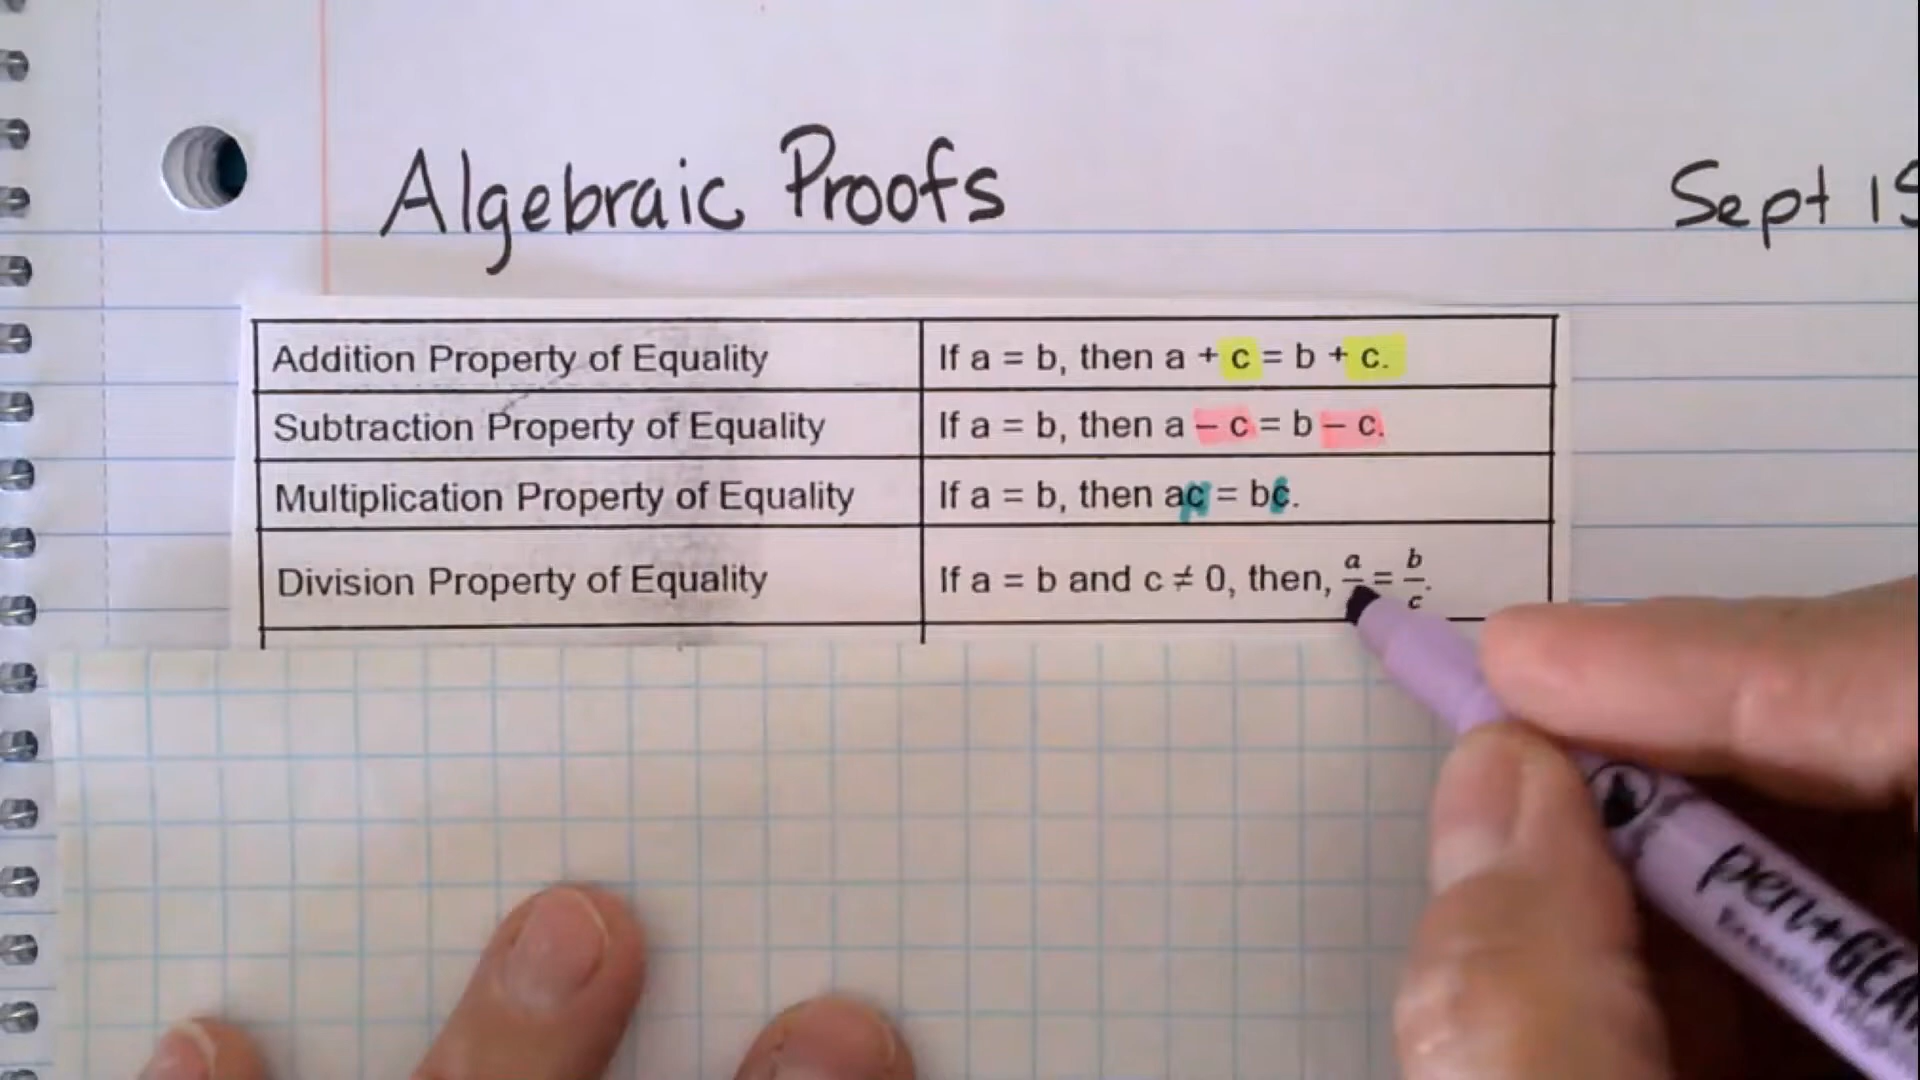 Algebraic Proofs
Sept
Addition Property of Equality If a = b, then a + c = b + c.
Subtraction Property of Equality If a = b, then a – c = b – c.
Multiplication Property of Equality If a = b, then ac = bc.
Division Property of Equality If a = b and c ≠ 0, then, a/ = b/c.
pen+GEAR